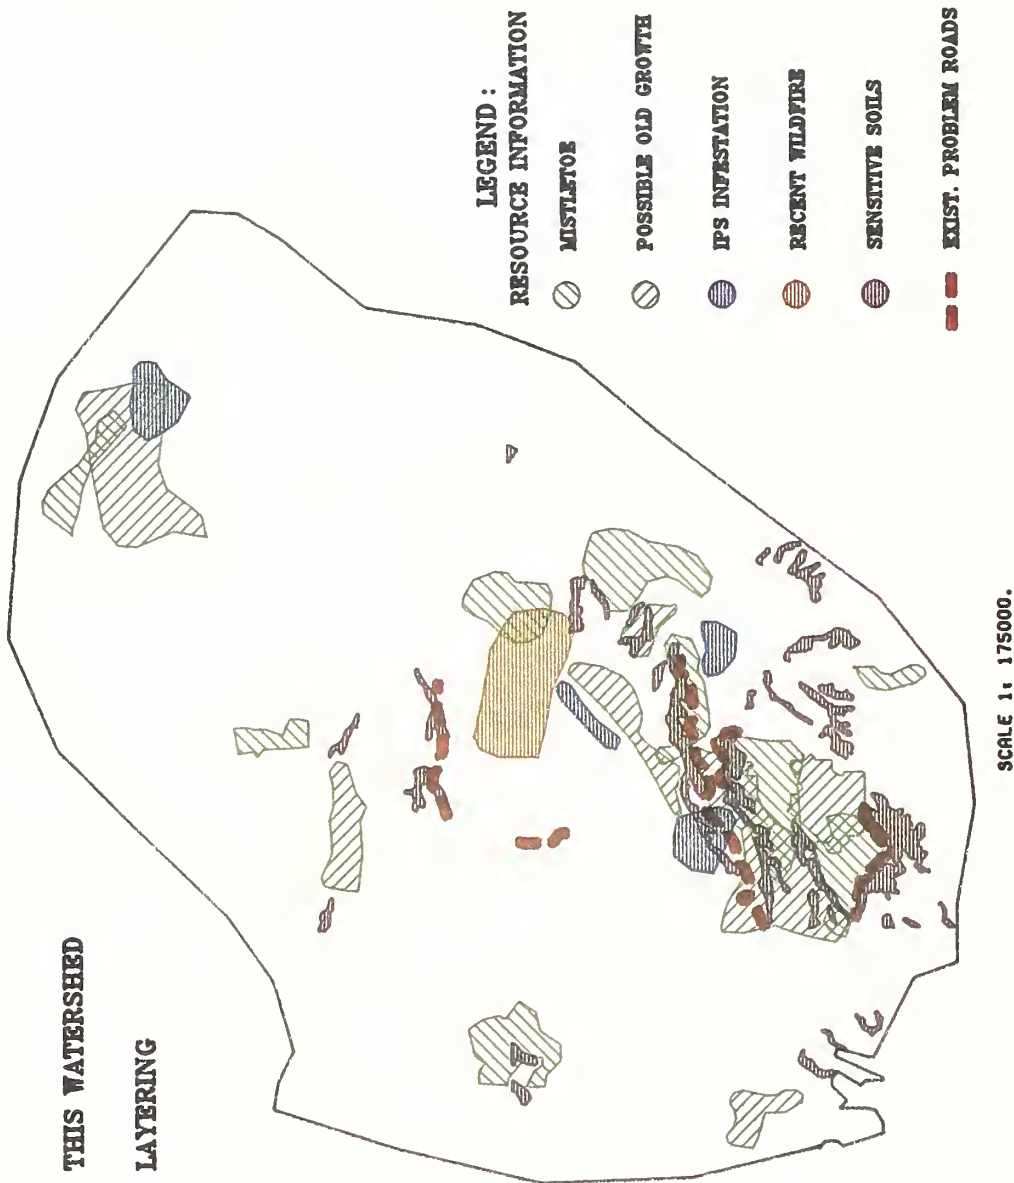 THIS WATERSHED
LAYERING
LEGEND :
RESOURCE INFORMATION
MISTLETOE
POSSIBLE OLD GROWTH
IPS INFESTATION
RECENT WILDFIRE
SENSITIVE SOILS
EXIST. PROBLEM ROADS
SCALE 1: 175000.